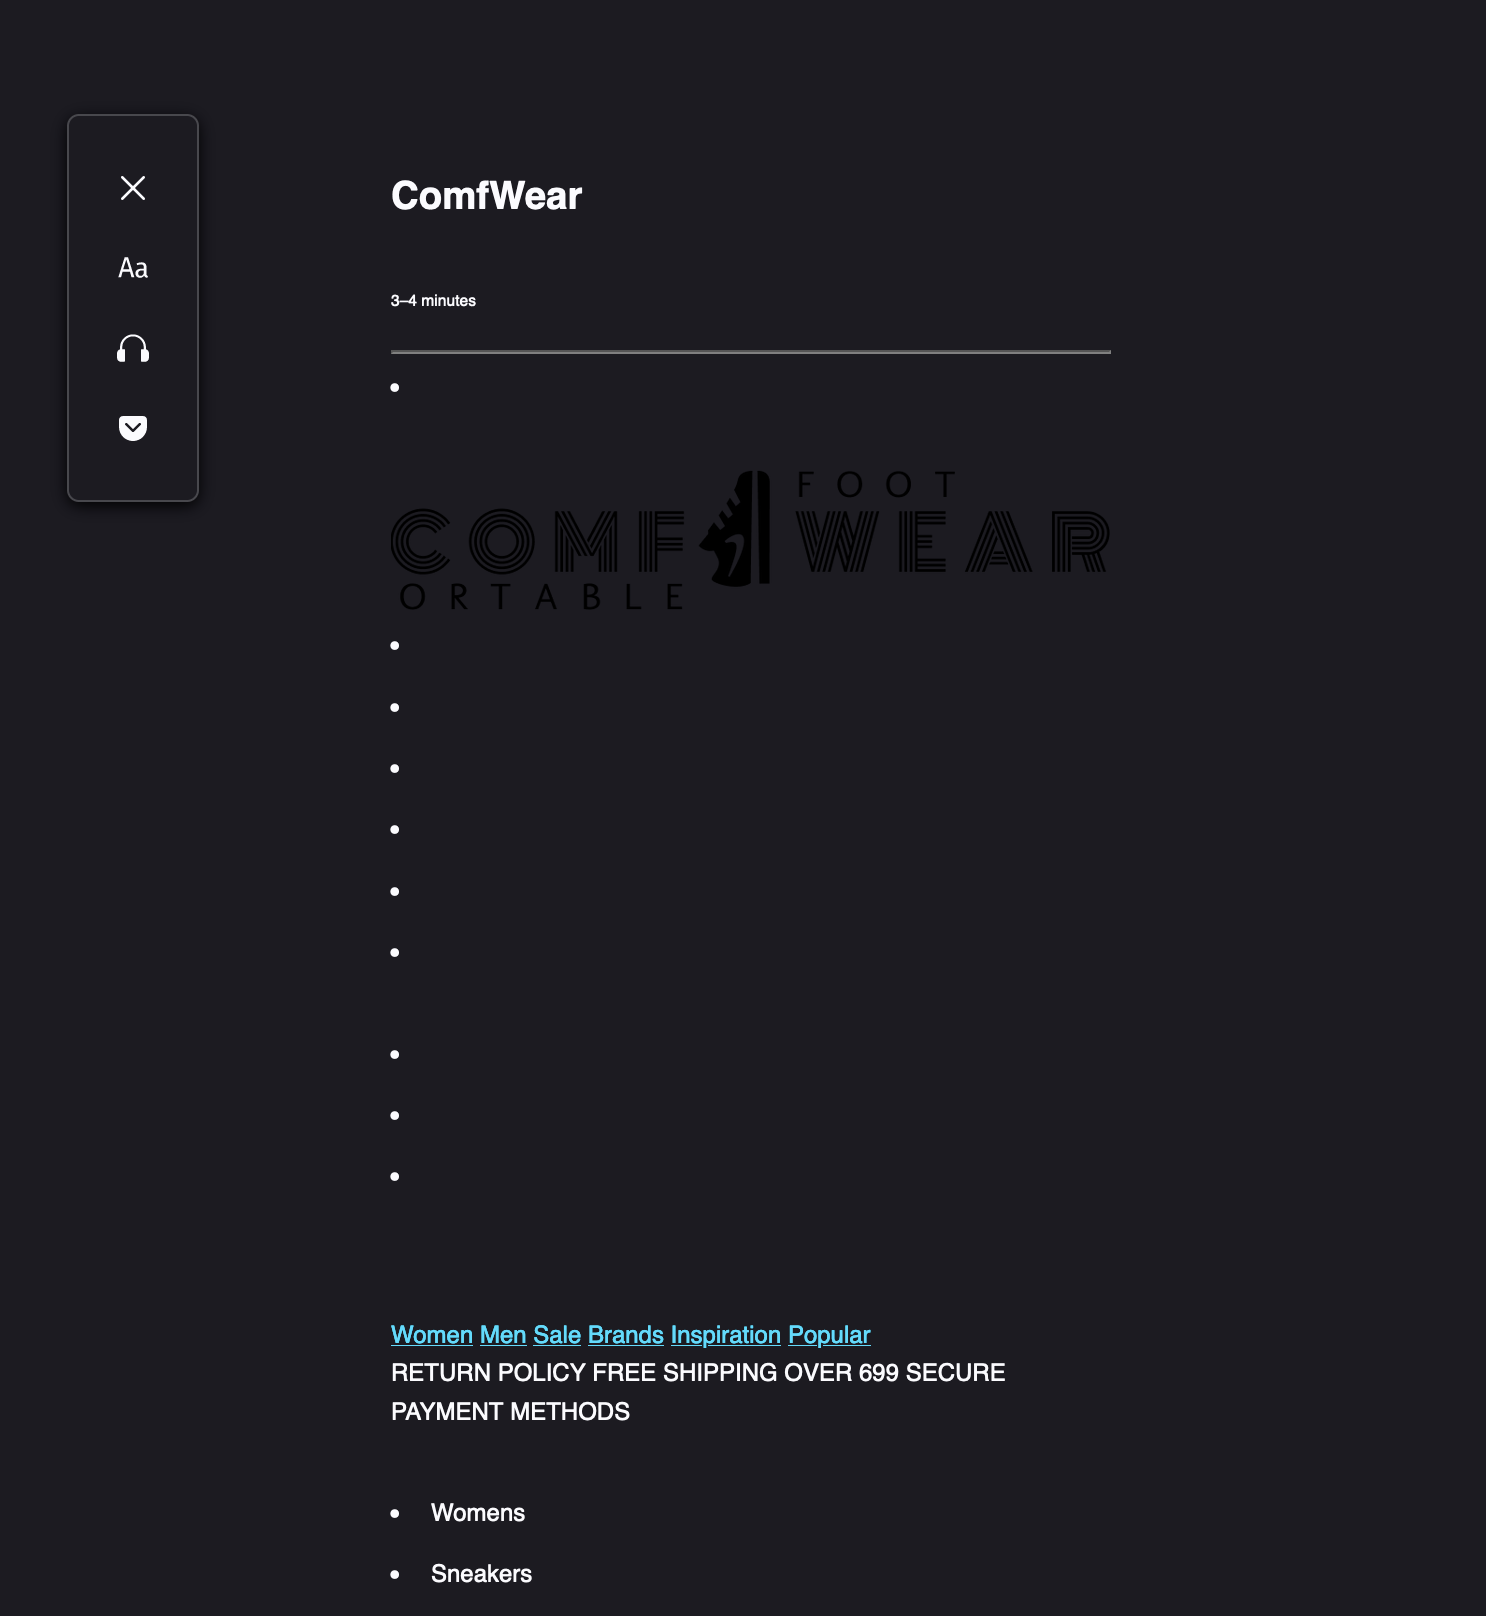 ComfWear
Aa
3–4 minutes
FOOT
COMF WEAR
ORTABLE
Women Men Sale Brands Inspiration Popular
RETURN POLICY FREE SHIPPING OVER 699 SECURE
PAYMENT METHODS
• Womens
• Sneakers